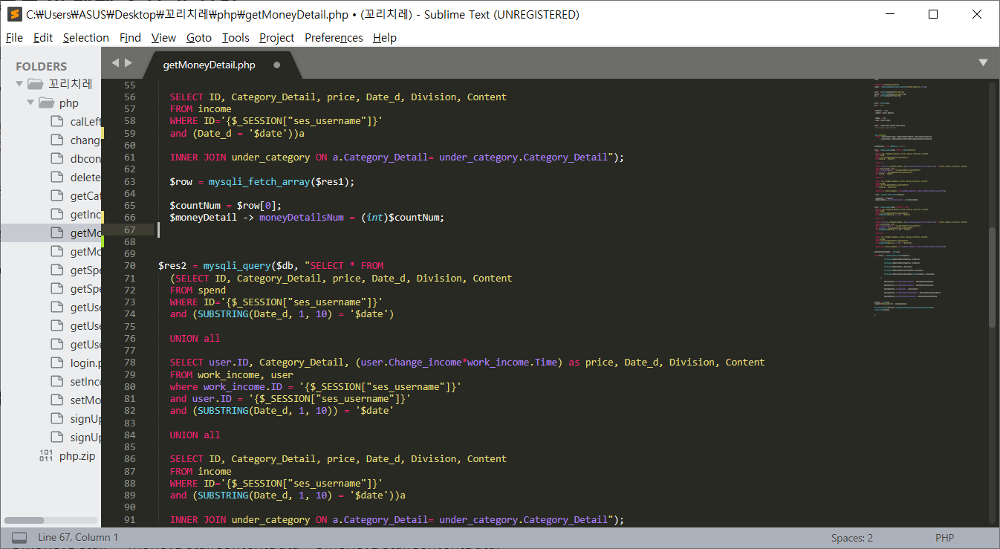 C:₩Users₩ASUS₩Desktop₩꼬리치레₩php₩getMoneyDetail.php • (꼬리치레) - Sublime Text (UNREGISTERED)
File Edit Selection Find View Goto Tools Project Preferences Help
FOLDERS
꼬리치레
php
calLeft
chang
dbcon
delete
getCat
getInc
getMo
getMo
getSpe
getSpe
getUse
getUse
getUse
login.p
setInco
setMo
signUp
signUp
php.zip
getMoneyDetail.php
55
56 SELECT ID, Category_Detail, price, Date_d, Division, Content
57 FROM income
58 WHERE ID='{$_SESSION["ses_username"]}'
59 and (Date_d = '$date'))a
60
61 INNER JOIN under_category ON a.Category_Detail= under_category.Category_Detail");
62
63 $row = mysqli_fetch_array($res1);
64
65 $countNum = $row[0];
66 $moneyDetail -> moneyDetailsNum = (int)$countNum;
67
68
69
70 $res2 = mysqli_query($db, "SELECT * FROM
71 (SELECT ID, Category_Detail, price, Date_d, Division, Content
72 FROM spend
73 WHERE ID='{$_SESSION["ses_username"]}'
74 and (SUBSTRING(Date_d, 1, 10) = '$date')
75
76 UNION all
77
78 SELECT user.ID, Category_Detail, (user.Change_income*work_income.Time) as price, Date_d, Division, Content
79 FROM work_income, user
80 where work_income.ID = '{$_SESSION["ses_username"]}'
81 and user.ID = '{$_SESSION["ses_username"]}'
82 and (SUBSTRING(Date_d, 1, 10)) = '$date'
83
84 UNION all
85
86 SELECT ID, Category_Detail, price, Date_d, Division, Content
87 FROM income
88 WHERE ID='{$_SESSION["ses_username"]}'
89 and (SUBSTRING(Date_d, 1, 10) = '$date'))a
90
91 INNER JOIN under_category ON a.Category_Detail= under_category.Category_Detail");
Line 67, Column 1
Spaces: 2
PHP